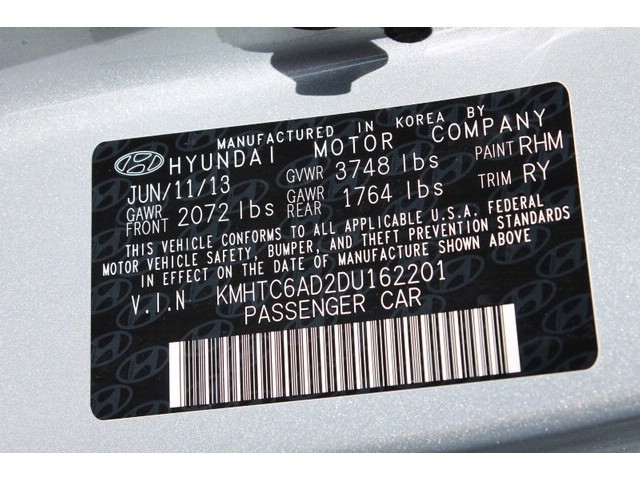 MANUFACTURED IN KOREA BY
HYUNDAI MOTOR COMPANY
JUN/11/13 GVWR 3748 lbs PAINT RHM
GAWR FRONT 2072 lbs GAWR REAR 1764 lbs TRIM RY
THIS VEHICLE CONFORMS TO ALL APPLICABLE U.S.A. FEDERAL
MOTOR VEHICLE SAFETY, BUMPER, AND THEFT PREVENTION STANDARDS
IN EFFECT ON THE DATE OF MANUFACTURE SHOWN ABOVE
V.I.N KMHTC6AD2DU162201
PASSENGER CAR